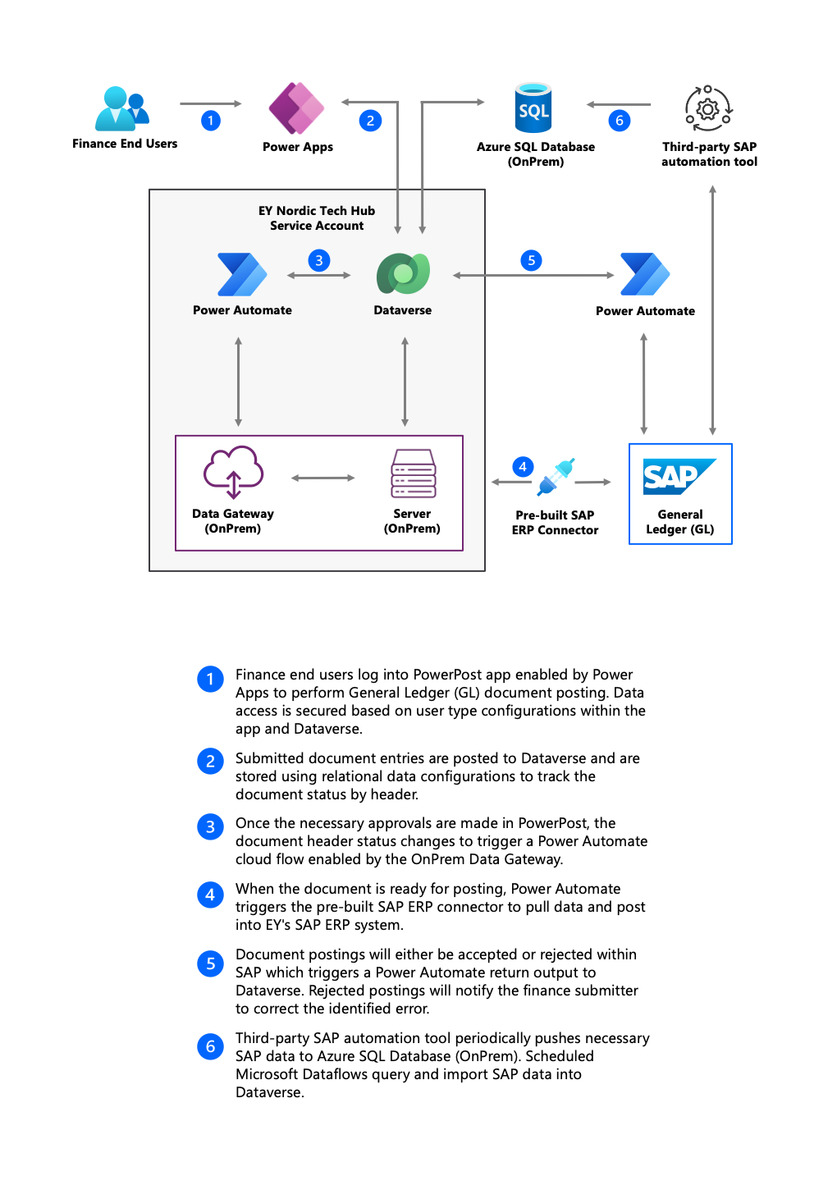 1
2
SQL
6
Finance End Users
Power Apps
Azure SQL Database
(OnPrem)
Third-party SAP
automation tool
EY Nordic Tech Hub
Service Account
3
5
Power Automate
Dataverse
Power Automate
4
SAP
Data Gateway
(OnPrem)
Server
(OnPrem)
Pre-built SAP
ERP Connector
General
Ledger (GL)
1
Finance end users log into PowerPost app enabled by Power
Apps to perform General Ledger (GL) document posting. Data
access is secured based on user type configurations within the
app and Dataverse.
2
Submitted document entries are posted to Dataverse and are
stored using relational data configurations to track the
document status by header.
3
Once the necessary approvals are made in PowerPost, the
document header status changes to trigger a Power Automate
cloud flow enabled by the OnPrem Data Gateway.
4
When the document is ready for posting, Power Automate
triggers the pre-built SAP ERP connector to pull data and post
into EY's SAP ERP system.
5
Document postings will either be accepted or rejected within
SAP which triggers a Power Automate return output to
Dataverse. Rejected postings will notify the finance submitter
to correct the identified error.
6
Third-party SAP automation tool periodically pushes necessary
SAP data to Azure SQL Database (OnPrem). Scheduled
Microsoft Dataflows query and import SAP data into
Dataverse.